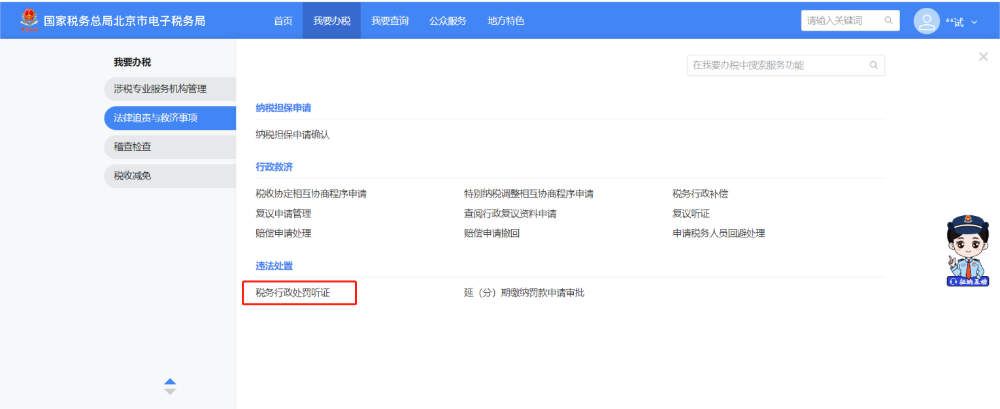 国家税务总局北京市电子税务局 首页 我要办税 我要查询 公众服务 地方特色 请输入关键词 **试
我要办税
涉税专业服务机构管理
法律追责与救济事项
稽查检查
税收减免
在我要办税中搜索服务功能
纳税担保申请
纳税担保申请确认
行政救济
税收协定相互协商程序申请 特别纳税调整相互协商程序申请 税务行政补偿
复议申请管理 查阅行政复议资料申请 复议听证
赔偿申请处理 赔偿申请撤回 申请税务人员回避处理
违法处置
税务行政处罚听证 延（分）期缴纳罚款申请审批
征纳互动